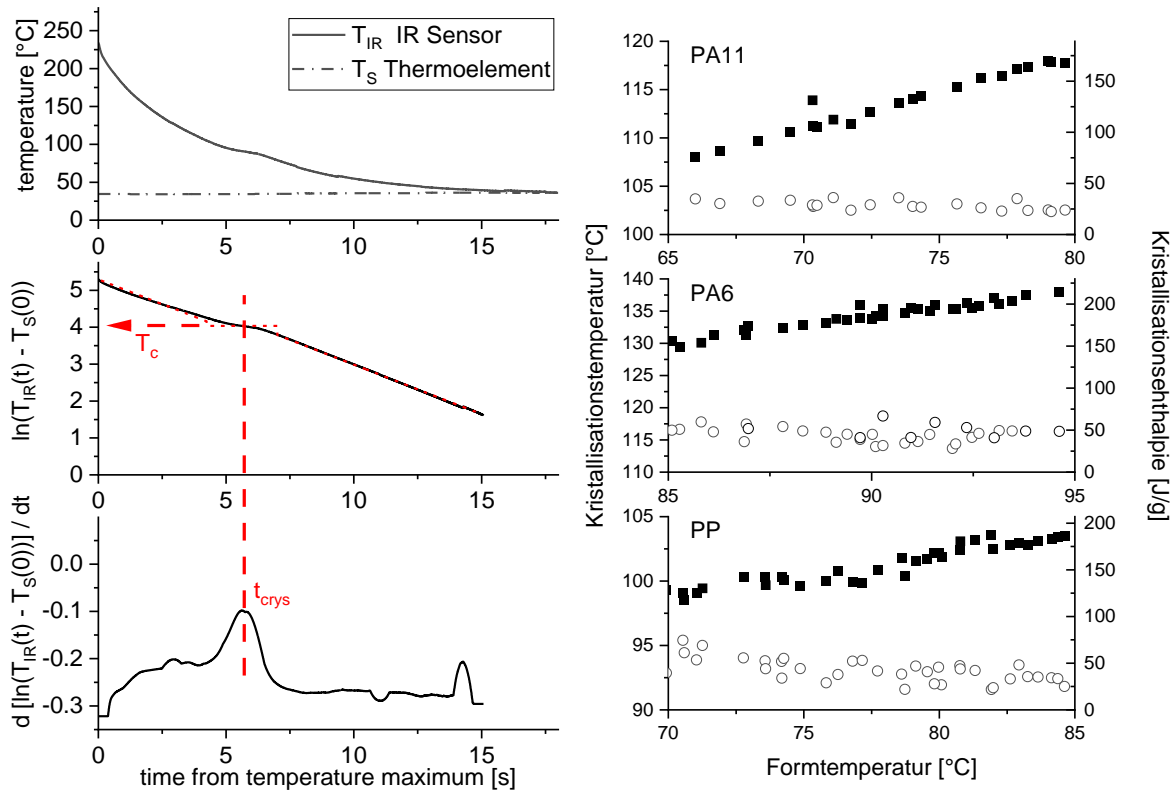 temperature [°C]
250
200
150
100
50
0
T_IR IR Sensor
T_S Thermoelement
0 5 10 15
ln(T_IR(t) - T_S(0))
5
4
3
2
1
0
T_c
0 5 10 15
d [ln(T_IR(t) - T_S(0))] / dt
0.0
-0.1
-0.2
-0.3
t_crys
0 5 10 15
time from temperature maximum [s]
Kristallisationstemperatur [°C]
PA11
120
115
110
105
100
150
100
50
0
65 70 75 80
PA6
140
135
130
125
120
115
110
200
150
100
50
0
85 90 95
PP
105
100
95
90
200
150
100
50
0
70 75 80 85
Formtemperatur [°C]
Kristallisationsehthalpie [J/g]